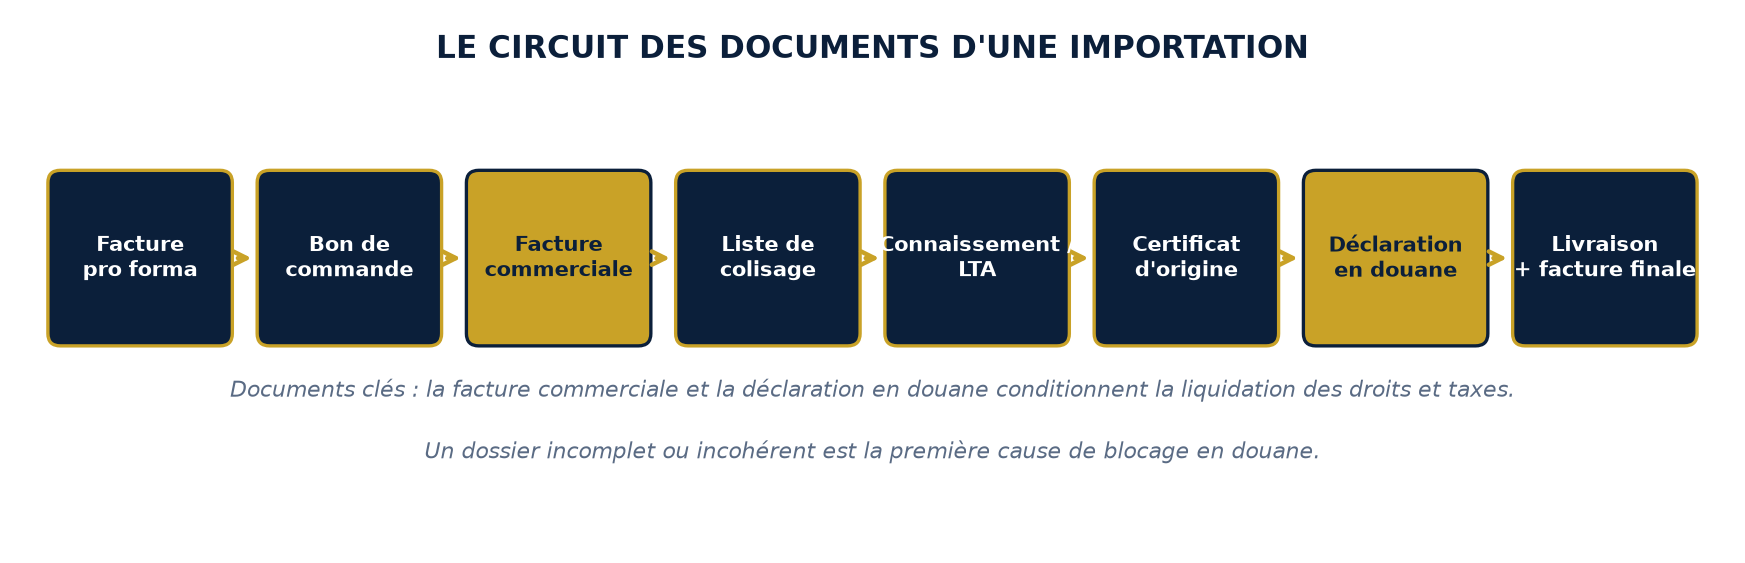 LE CIRCUIT DES DOCUMENTS D'UNE IMPORTATION
Facture
pro forma
Bon de
commande
Facture
commerciale
Liste de
colisage
Connaissement /
LTA
Certificat
d'origine
Déclaration
en douane
Livraison
+ facture finale
Documents clés : la facture commerciale et la déclaration en douane conditionnent la liquidation des droits et taxes.
Un dossier incomplet ou incohérent est la première cause de blocage en douane.